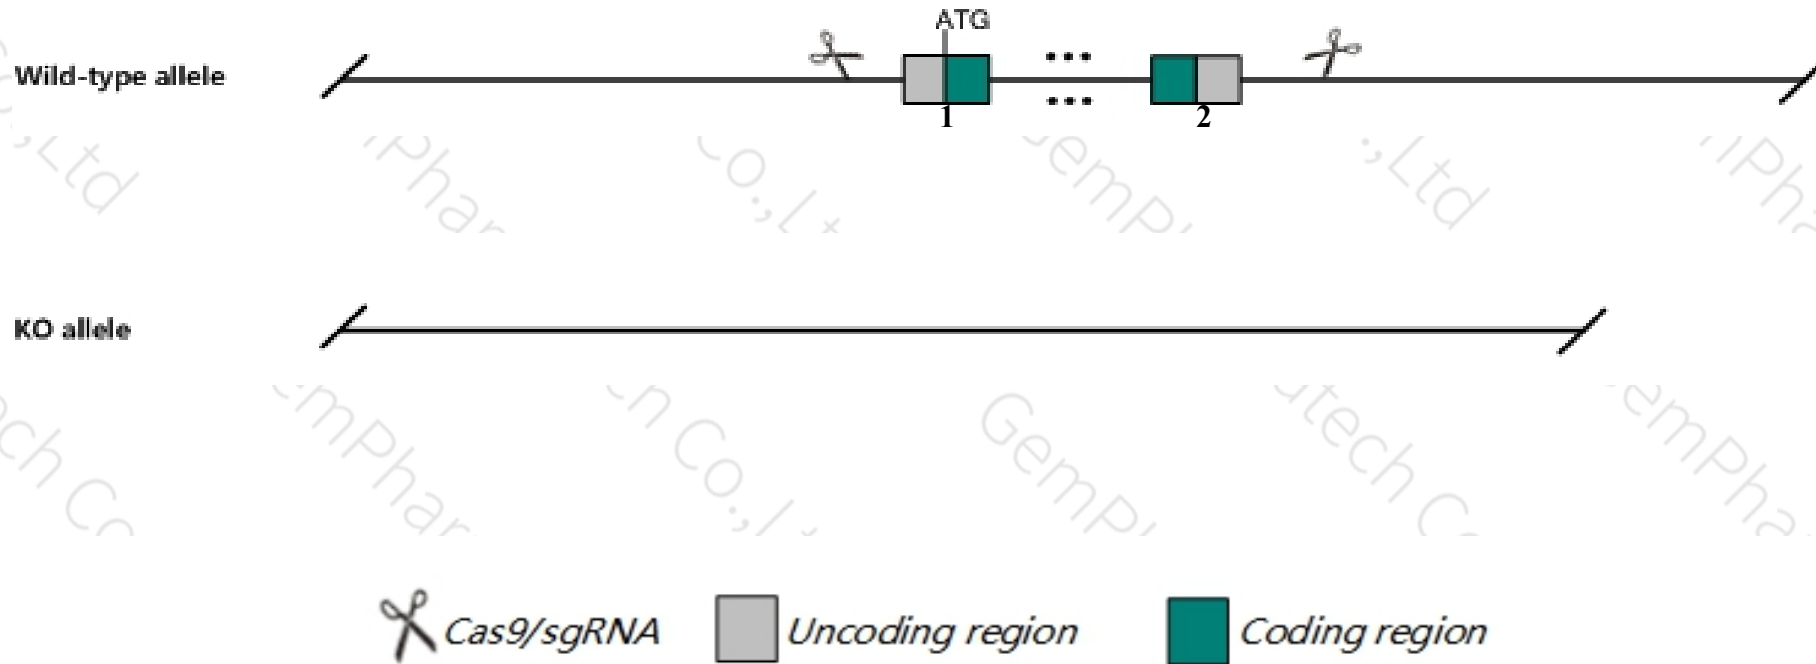 ATG
Wild-type allele
1
2
KO allele
Cas9/sgRNA
Uncoding region
Coding region